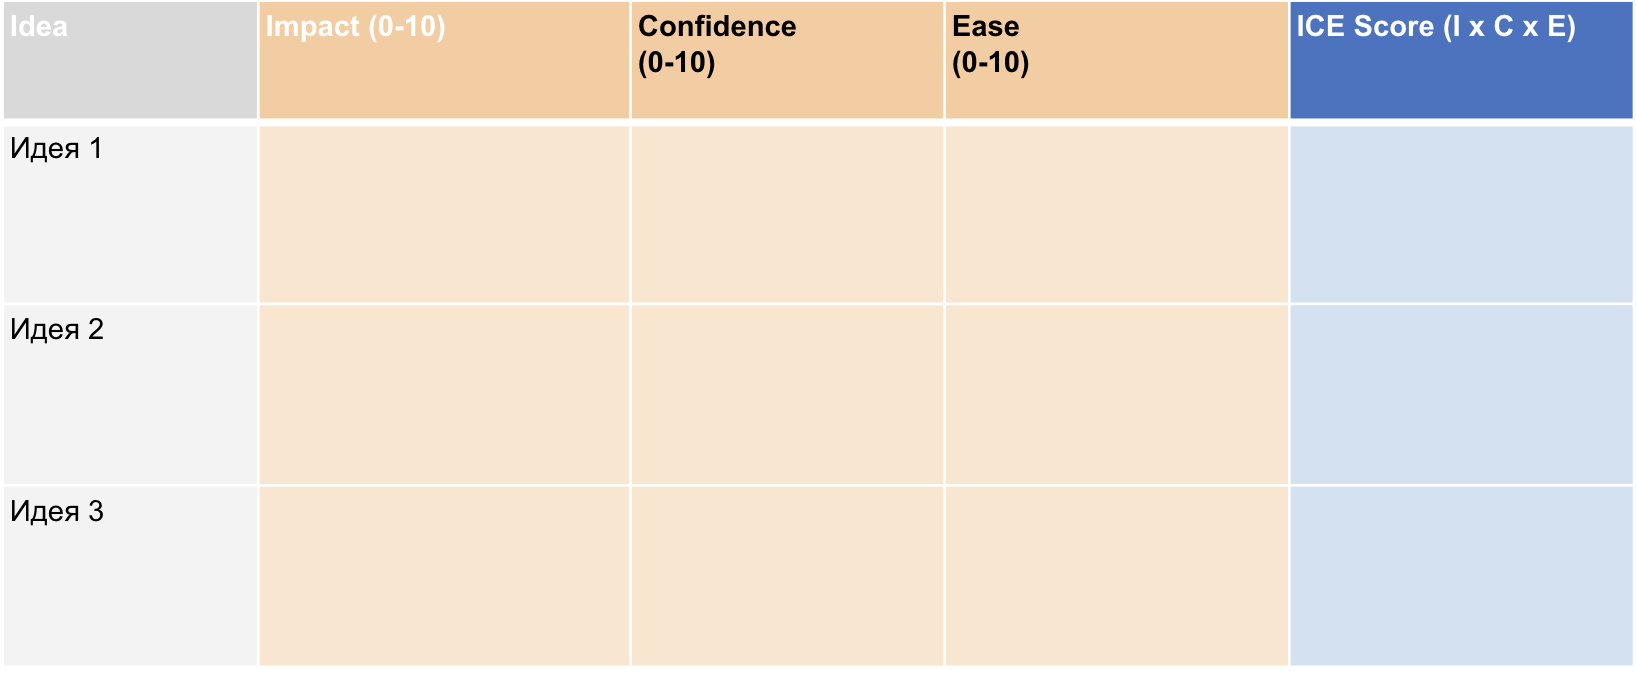 Idea
Impact (0-10)
Confidence
(0-10)
Ease
(0-10)
ICE Score (I x C x E)
Идея 1
Идея 2
Идея 3